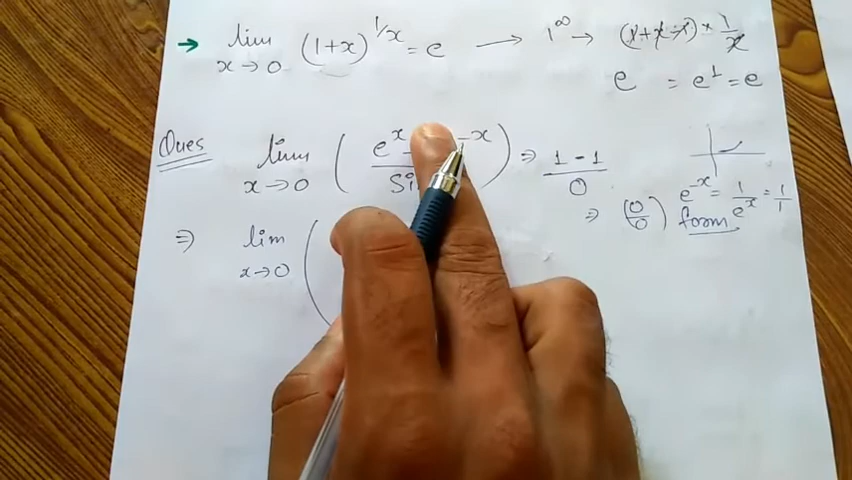 → lim x→0 (1+x)^1/x = e → 1^∞ → (1+x-1) × 1/x
e = e^1 = e
Ques lim x→0 ( e^x - -x / Si ) ⇒ 1-1 / 0
e^-x = 1/e^x = 1/1
⇒ (0/0) form
⇒ lim x→0 (